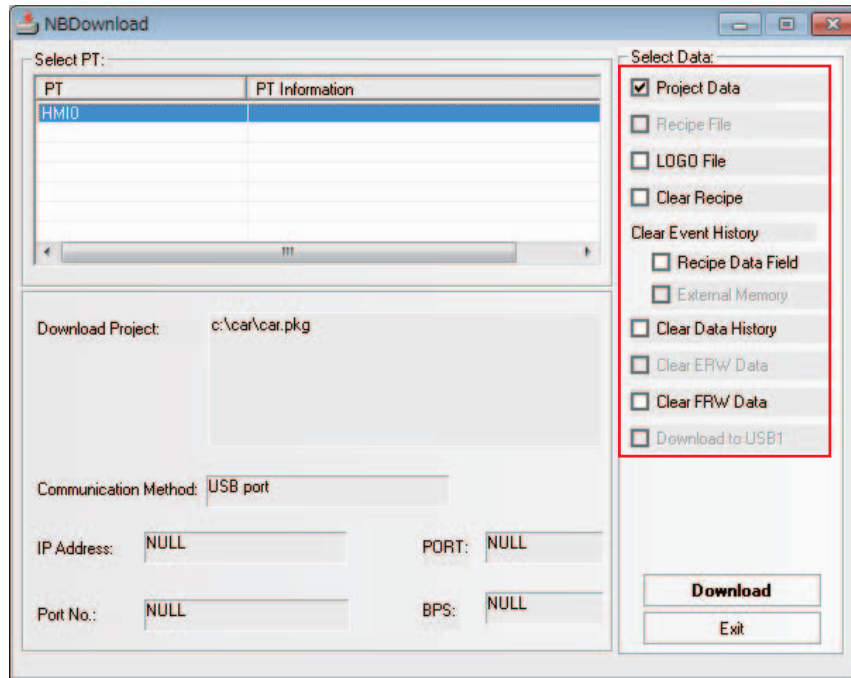 NBDownload
Select PT:
PT PT Information
HMI0
Download Project: c:\car\car.pkg
Communication Method: USB port
IP Address: NULL PORT: NULL
Port No.: NULL BPS: NULL
Select Data:
Project Data
Recipe File
LOGO File
Clear Recipe
Clear Event History
Recipe Data Field
External Memory
Clear Data History
Clear ERW Data
Clear FRW Data
Download to USB1
Download
Exit